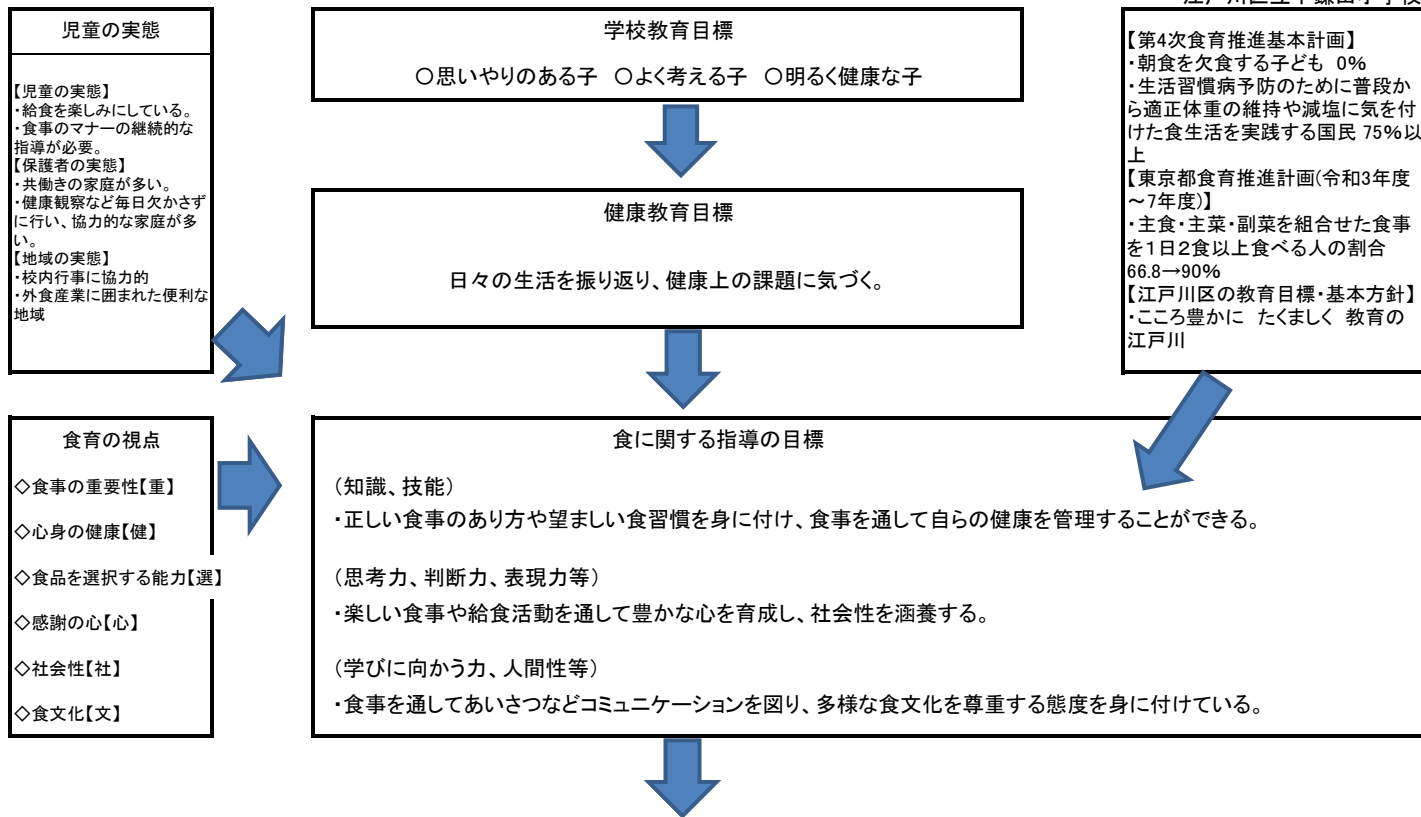 児童の実態
【児童の実態】
・給食を楽しみにしている。
・食事のマナーの継続的な
指導が必要。
【保護者の実態】
・共働きの家庭が多い。
・健康観察など毎日欠かさず
に行い、協力的な家庭が多
い。
【地域の実態】
・校内行事に協力的
・外食産業に囲まれた便利な
地域
学校教育目標
〇思いやりのある子 〇よく考える子 〇明るく健康な子
健康教育目標
日々の生活を振り返り、健康上の課題に気づく。
【第4次食育推進基本計画】
・朝食を欠食する子ども 0%
・生活習慣病予防のために普段か
ら適正体重の維持や減塩に気を付
けた食生活を実践する国民 75%以
上
【東京都食育推進計画(令和3年度
～7年度)】
・主食・主菜・副菜を組合せた食事
を1日2食以上食べる人の割合
66.8→90%
【江戸川区の教育目標・基本方針】
・こころ豊かに たくましく 教育の
江戸川
食育の視点
◇食事の重要性【重】
◇心身の健康【健】
◇食品を選択する能力【選】
◇感謝の心【心】
◇社会性【社】
◇食文化【文】
食に関する指導の目標
（知識、技能）
・正しい食事のあり方や望ましい食習慣を身に付け、食事を通して自らの健康を管理することができる。
（思考力、判断力、表現力等）
・楽しい食事や給食活動を通して豊かな心を育成し、社会性を涵養する。
（学びに向かう力、人間性等）
・食事を通してあいさつなどコミュニケーションを図り、多様な食文化を尊重する態度を身に付けている。